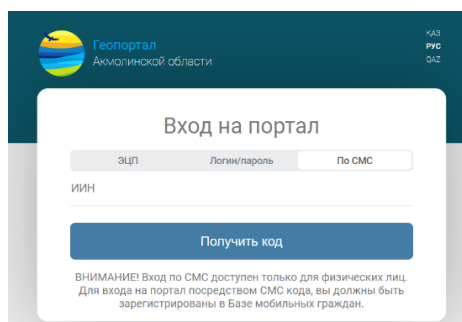 Геопортал
Акмолинской области
ҚАЗ
РУС
QAZ
Вход на портал
ЭЦП
Логин/пароль
По СМС
ИИН
Получить код
ВНИМАНИЕ! Вход по СМС доступен только для физических лиц.
Для входа на портал посредством СМС кода, вы должны быть
зарегистрированы в Базе мобильных граждан.